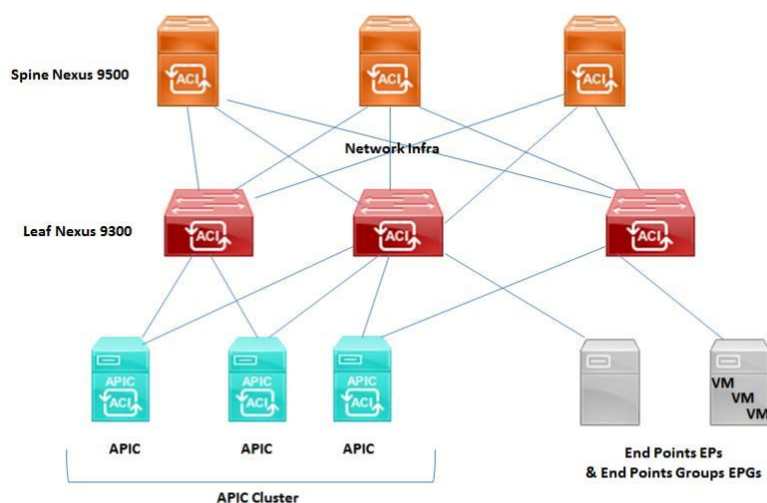 ACI
ACI
ACI
Spine Nexus 9500
Network Infra
ACI
ACI
ACI
Leaf Nexus 9300
APIC
ACI
APIC
ACI
APIC
ACI
VM
VM
VM
APIC
APIC
APIC
End Points EPs
& End Points Groups EPGs
APIC Cluster